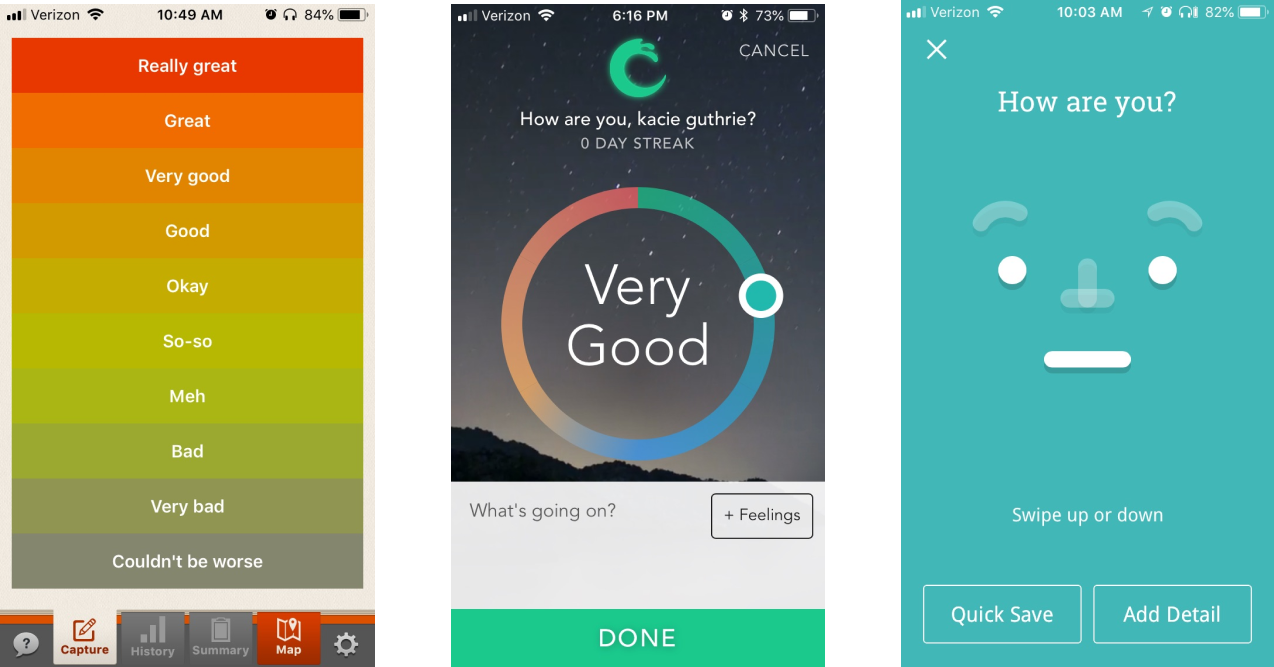 Verizon 10:49 AM 84%
Really great
Great
Very good
Good
Okay
So-so
Meh
Bad
Very bad
Couldn't be worse
?
Capture
History
Summary
Map
Verizon 6:16 PM 73%
CANCEL
How are you, kacie guthrie?
0 DAY STREAK
Very
Good
What's going on?
+ Feelings
DONE
Verizon 10:03 AM 82%
How are you?
Swipe up or down
Quick Save
Add Detail